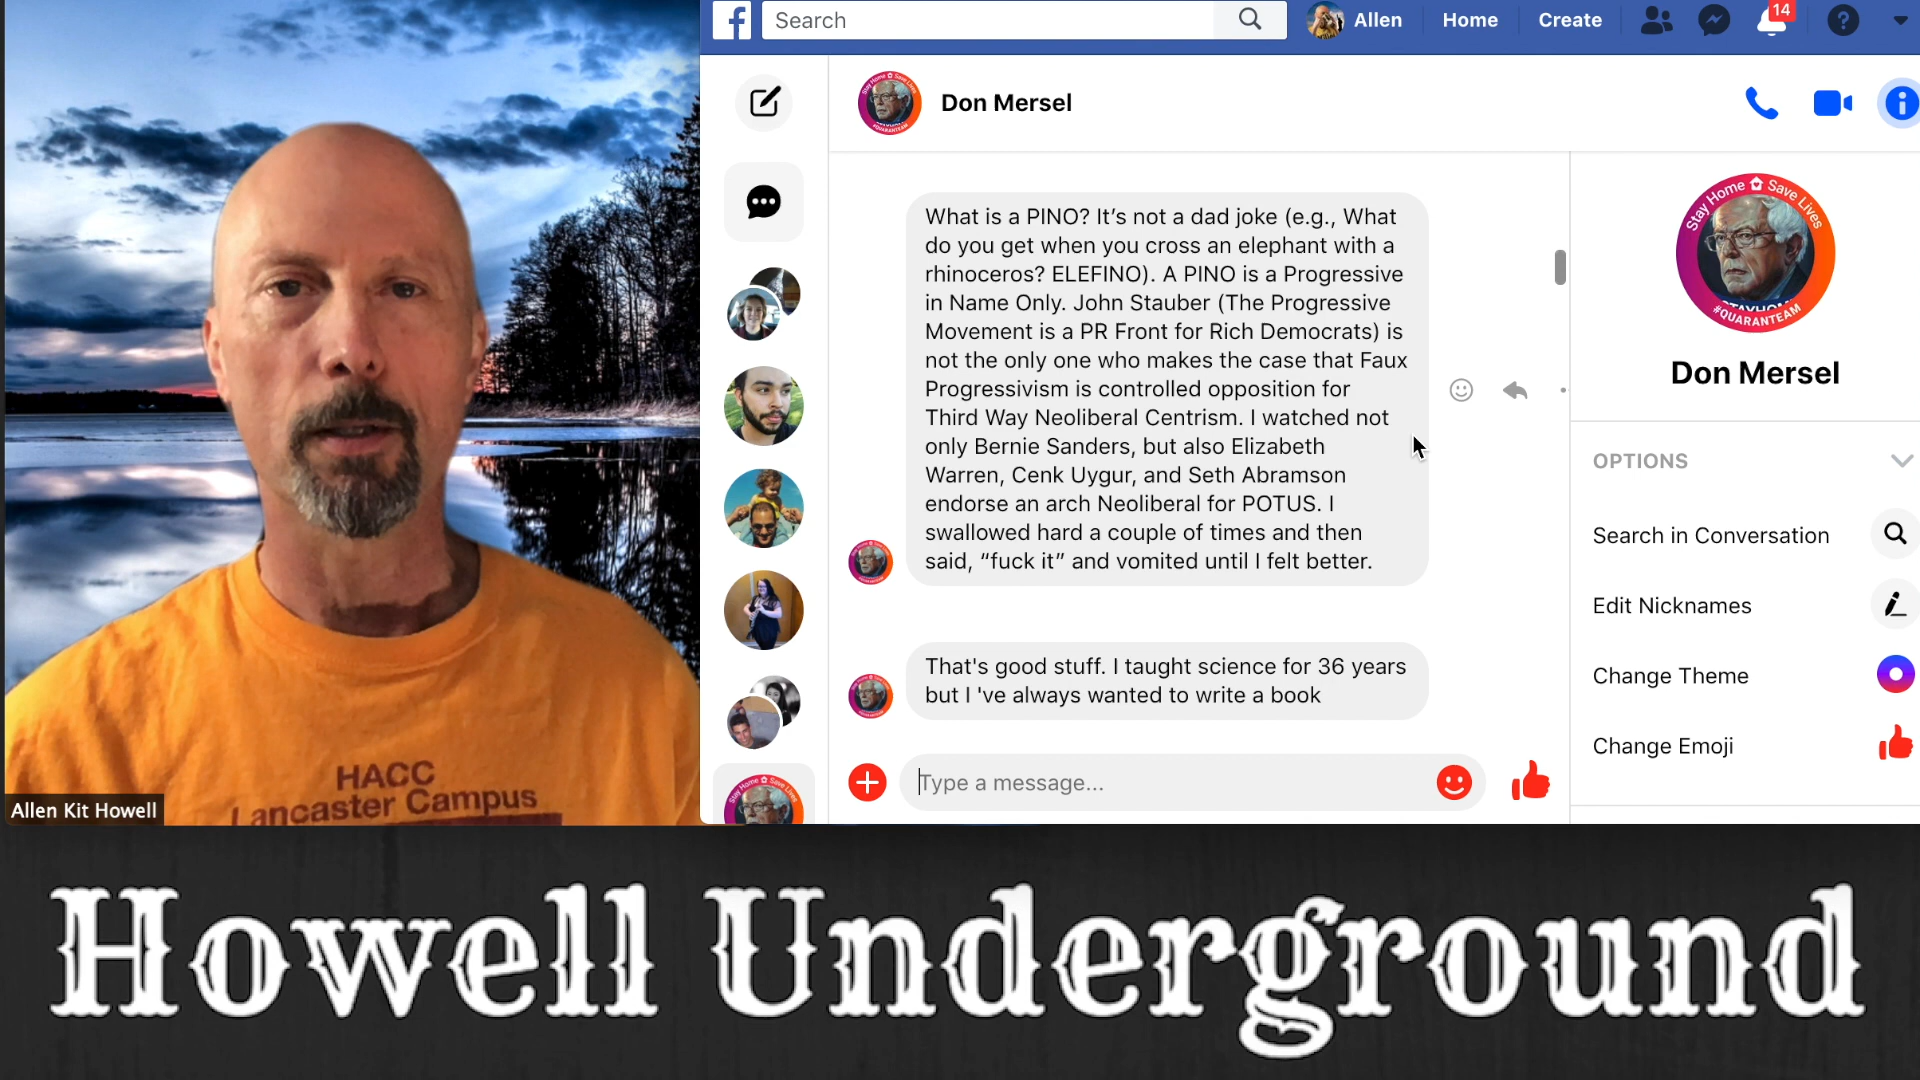 Search
Allen
Home
Create
14
Don Mersel
What is a PINO? It’s not a dad joke (e.g., What
do you get when you cross an elephant with a
rhinoceros? ELEFINO). A PINO is a Progressive
in Name Only. John Stauber (The Progressive
Movement is a PR Front for Rich Democrats) is
not the only one who makes the case that Faux
Progressivism is controlled opposition for
Third Way Neoliberal Centrism. I watched not
only Bernie Sanders, but also Elizabeth
Warren, Cenk Uygur, and Seth Abramson
endorse an arch Neoliberal for POTUS. I
swallowed hard a couple of times and then
said, “fuck it” and vomited until I felt better.
That's good stuff. I taught science for 36 years
but I 've always wanted to write a book
Type a message...
Stay Home Save Lives
#QUARANTEAM
Don Mersel
OPTIONS
Search in Conversation
Edit Nicknames
Change Theme
Change Emoji
HACC
Lancaster Campus
Allen Kit Howell
Howell Underground